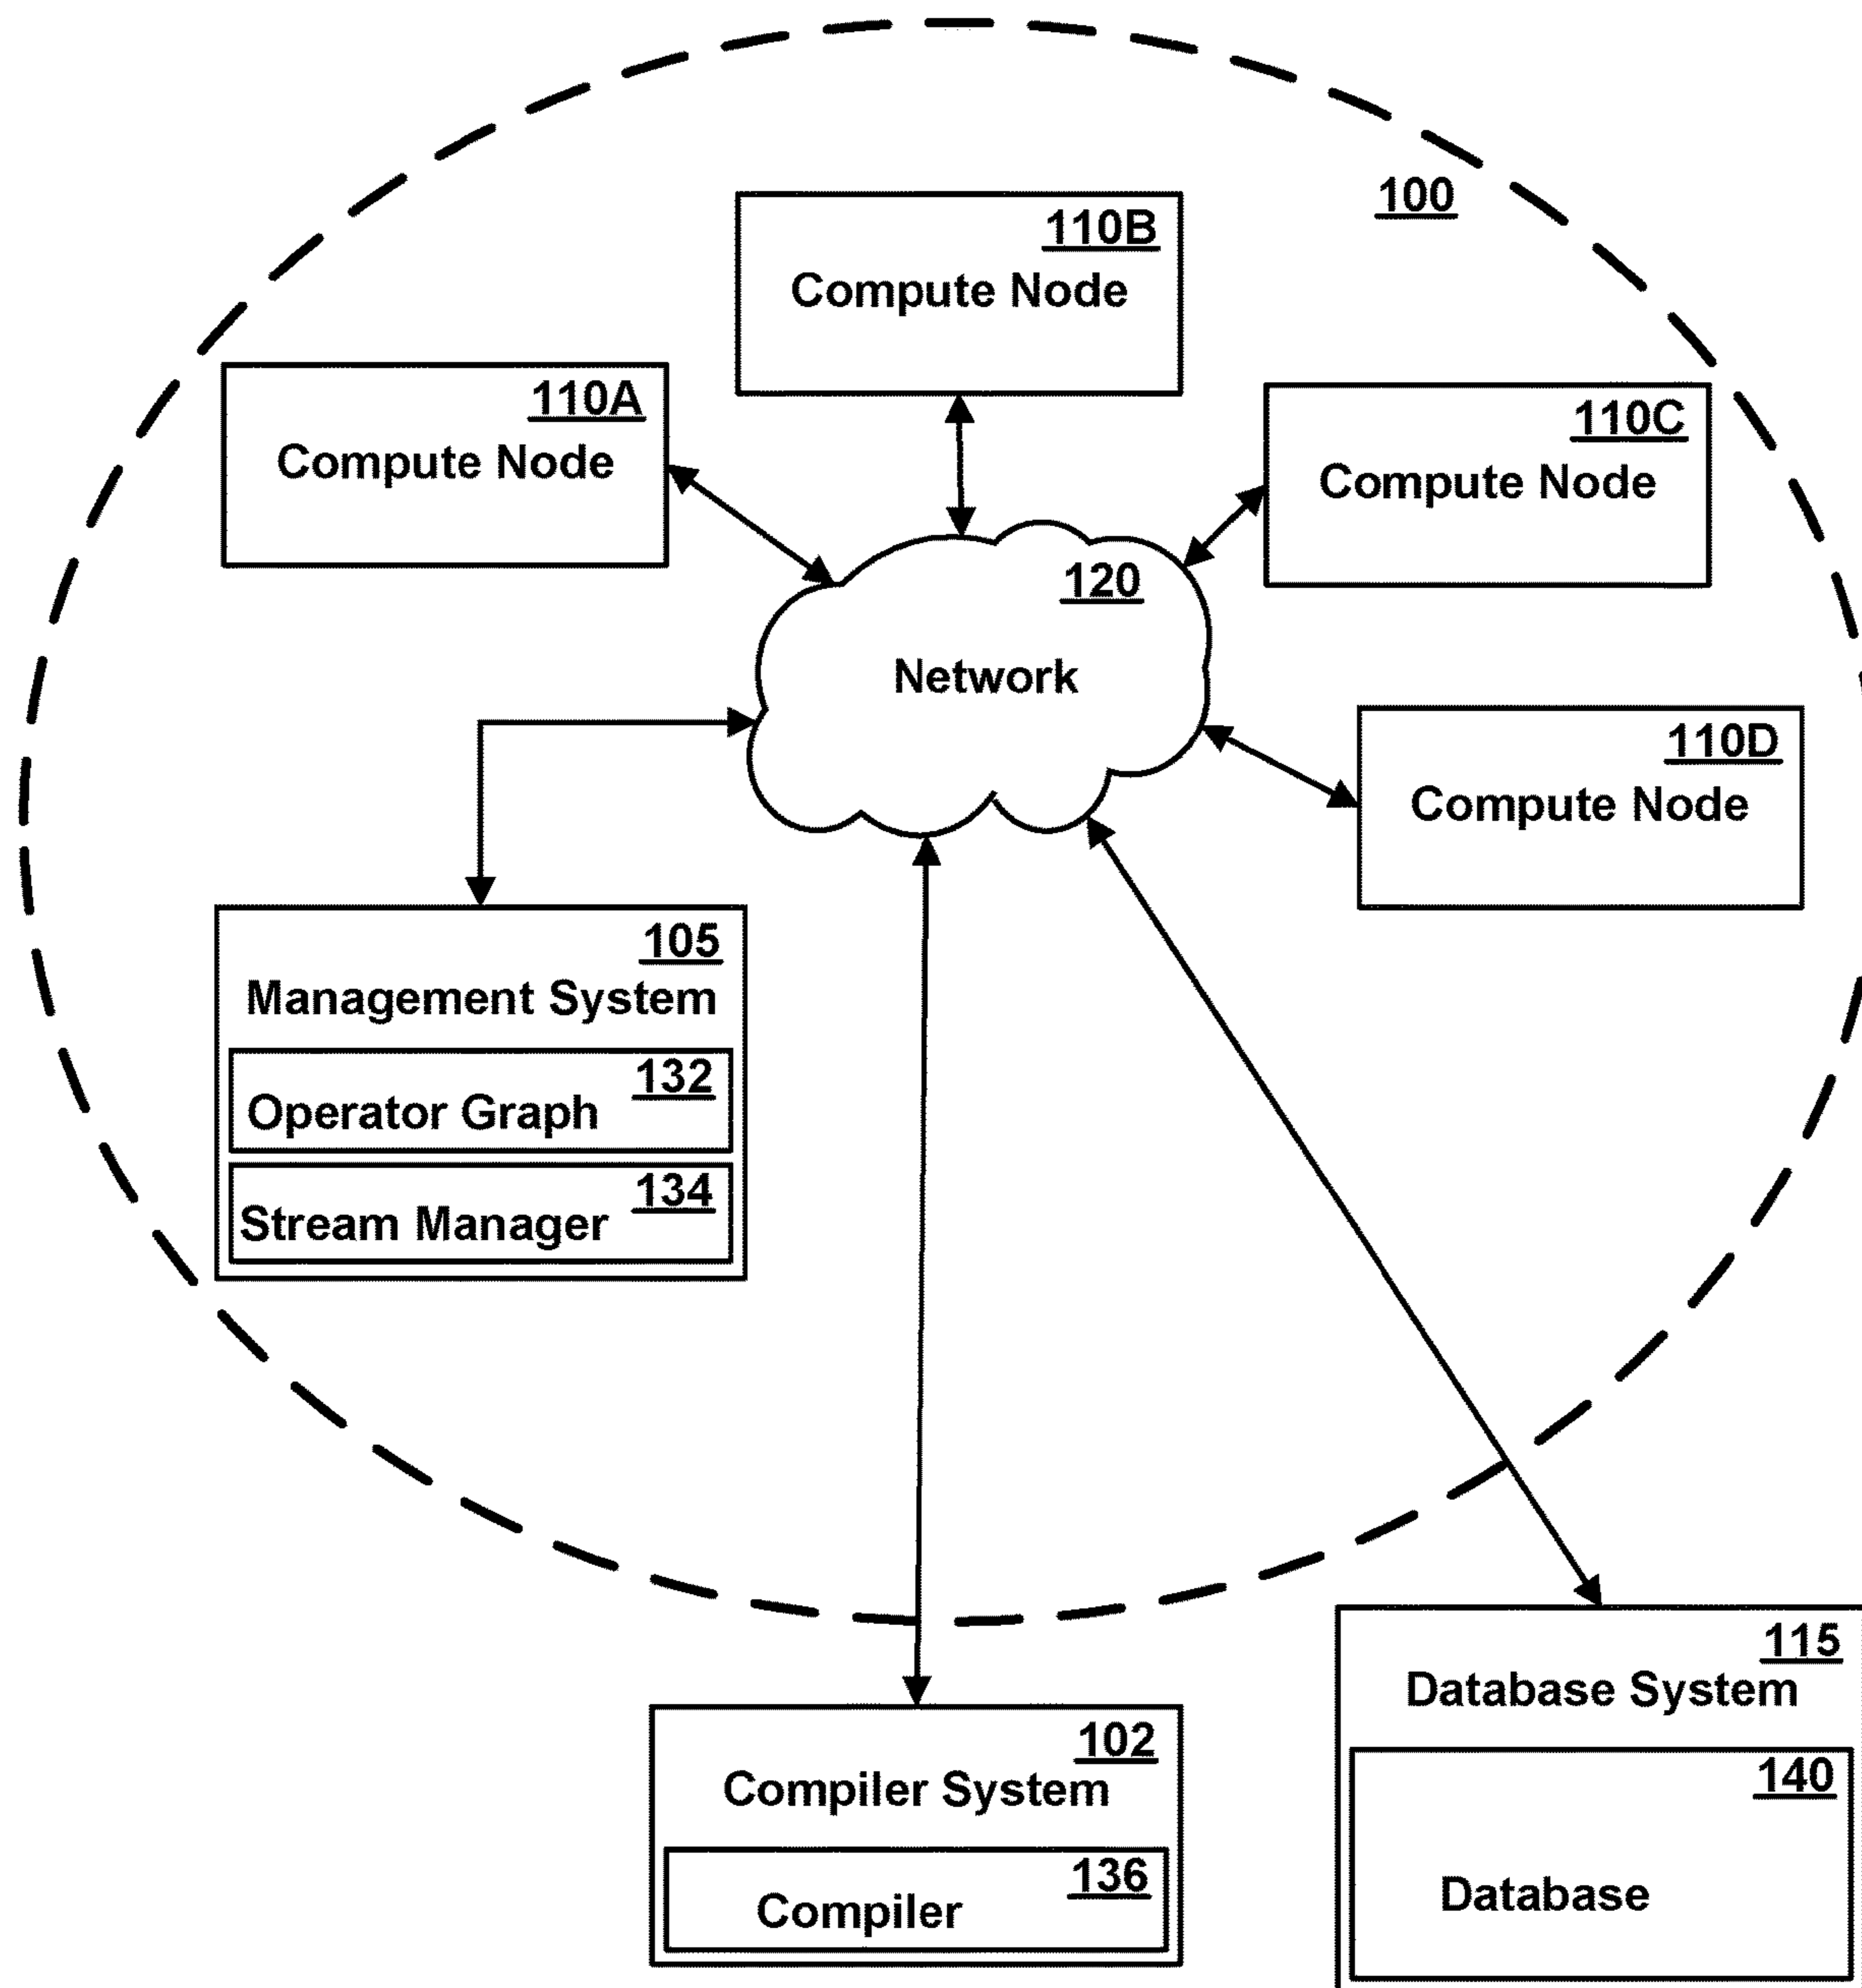 100
110B
Compute Node
110A
Compute Node
110C
Compute Node
120
Network
110D
Compute Node
105
Management System
132
Operator Graph
134
Stream Manager
102
Compiler System
136
Compiler
115
Database System
140
Database